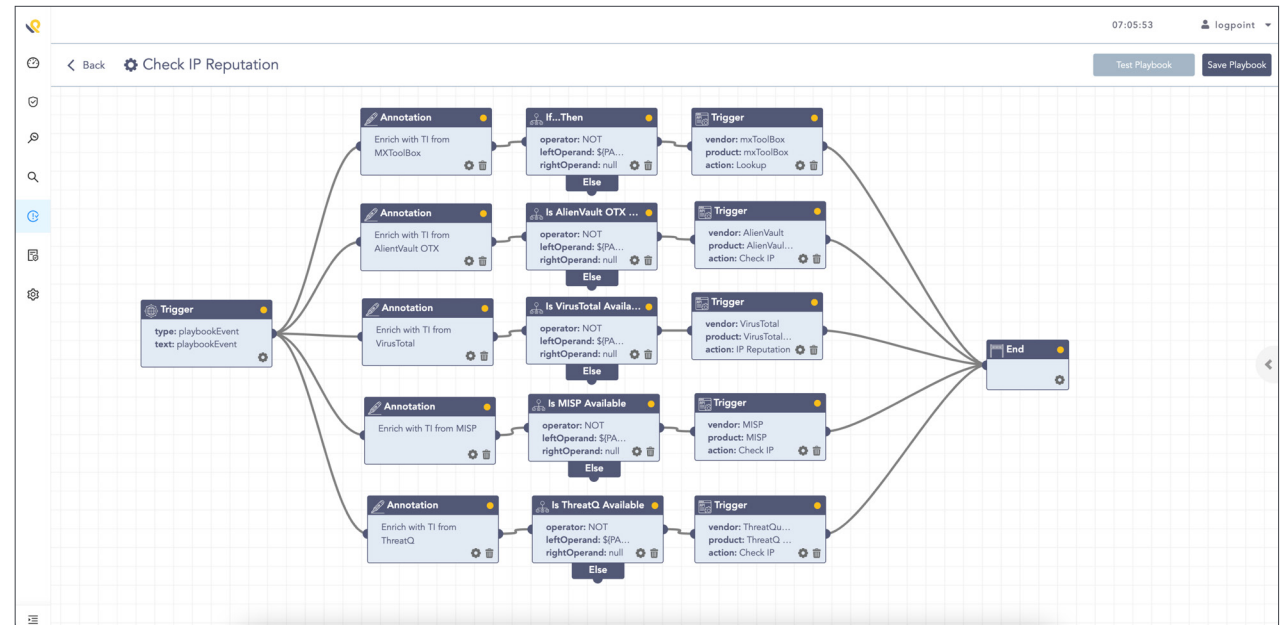 07:05:53
logpoint
Back
Check IP Reputation
Test Playbook
Save Playbook
Trigger
type: playbookEvent
text: playbookEvent
Annotation
Enrich with TI from
MXToolBox
If...Then
operator: NOT
leftOperand: ${PA...
rightOperand: null
Else
Trigger
vendor: mxToolBox
product: mxToolBox
action: Lookup
Annotation
Enrich with TI from
AlientVault OTX
Is AlienVault OTX ...
operator: NOT
leftOperand: ${PA...
rightOperand: null
Else
Trigger
vendor: AlienVault
product: AlienVaul...
action: Check IP
Annotation
Enrich with TI from
VirusTotal
Is VirusTotal Availa...
operator: NOT
leftOperand: ${PA...
rightOperand: null
Else
Trigger
vendor: VirusTotal
product: VirusTotal...
action: IP Reputation
Annotation
Enrich with TI from MISP
Is MISP Available
operator: NOT
leftOperand: ${PA...
rightOperand: null
Else
Trigger
vendor: MISP
product: MISP
action: Check IP
Annotation
Enrich with TI from
ThreatQ
Is ThreatQ Available
operator: NOT
leftOperand: ${PA...
rightOperand: null
Else
Trigger
vendor: ThreatQu...
product: ThreatQ ...
action: Check IP
End